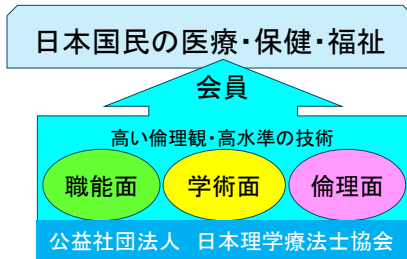 日本国民の医療・保健・福祉
会員
高い倫理観・高水準の技術
職能面 学術面 倫理面
公益社団法人 日本理学療法士協会